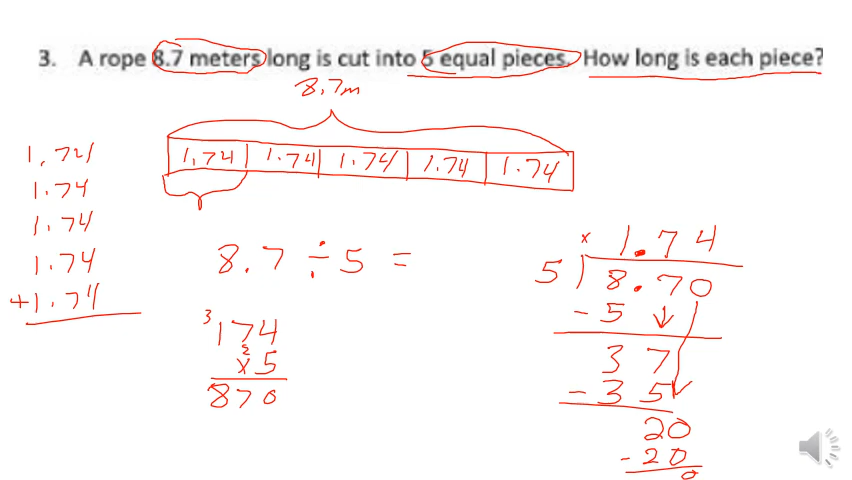 3. A rope 8.7 meters long is cut into 5 equal pieces. How long is each piece?
8.7m
1.74 1.74 1.74 1.74 1.74
1.74
1.74
1.74
1.74
+1.74
8.7 ÷ 5 =
3
174
2
x5
870
x 1.74
5)8.70
-5
37
-35
20
-20
0